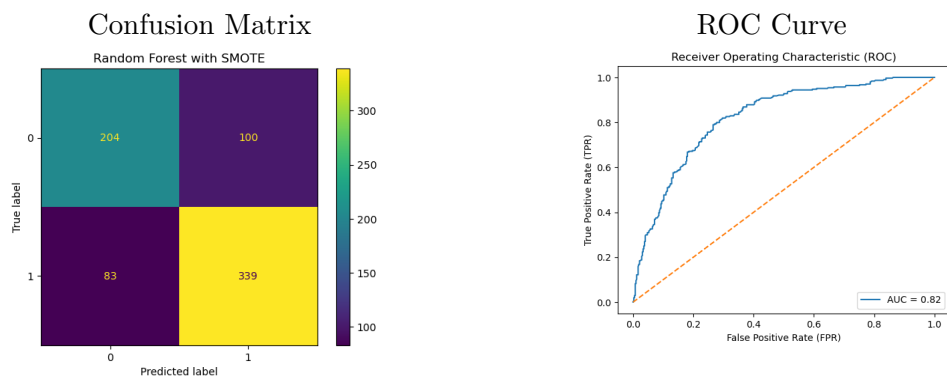 Confusion Matrix
Random Forest with SMOTE
0
204
100
1
83
339
0
1
True label
Predicted label
300
250
200
150
100
ROC Curve
Receiver Operating Characteristic (ROC)
1.0
0.8
0.6
0.4
0.2
0.0
True Positive Rate (TPR)
AUC = 0.82
0.0
0.2
0.4
0.6
0.8
1.0
False Positive Rate (FPR)